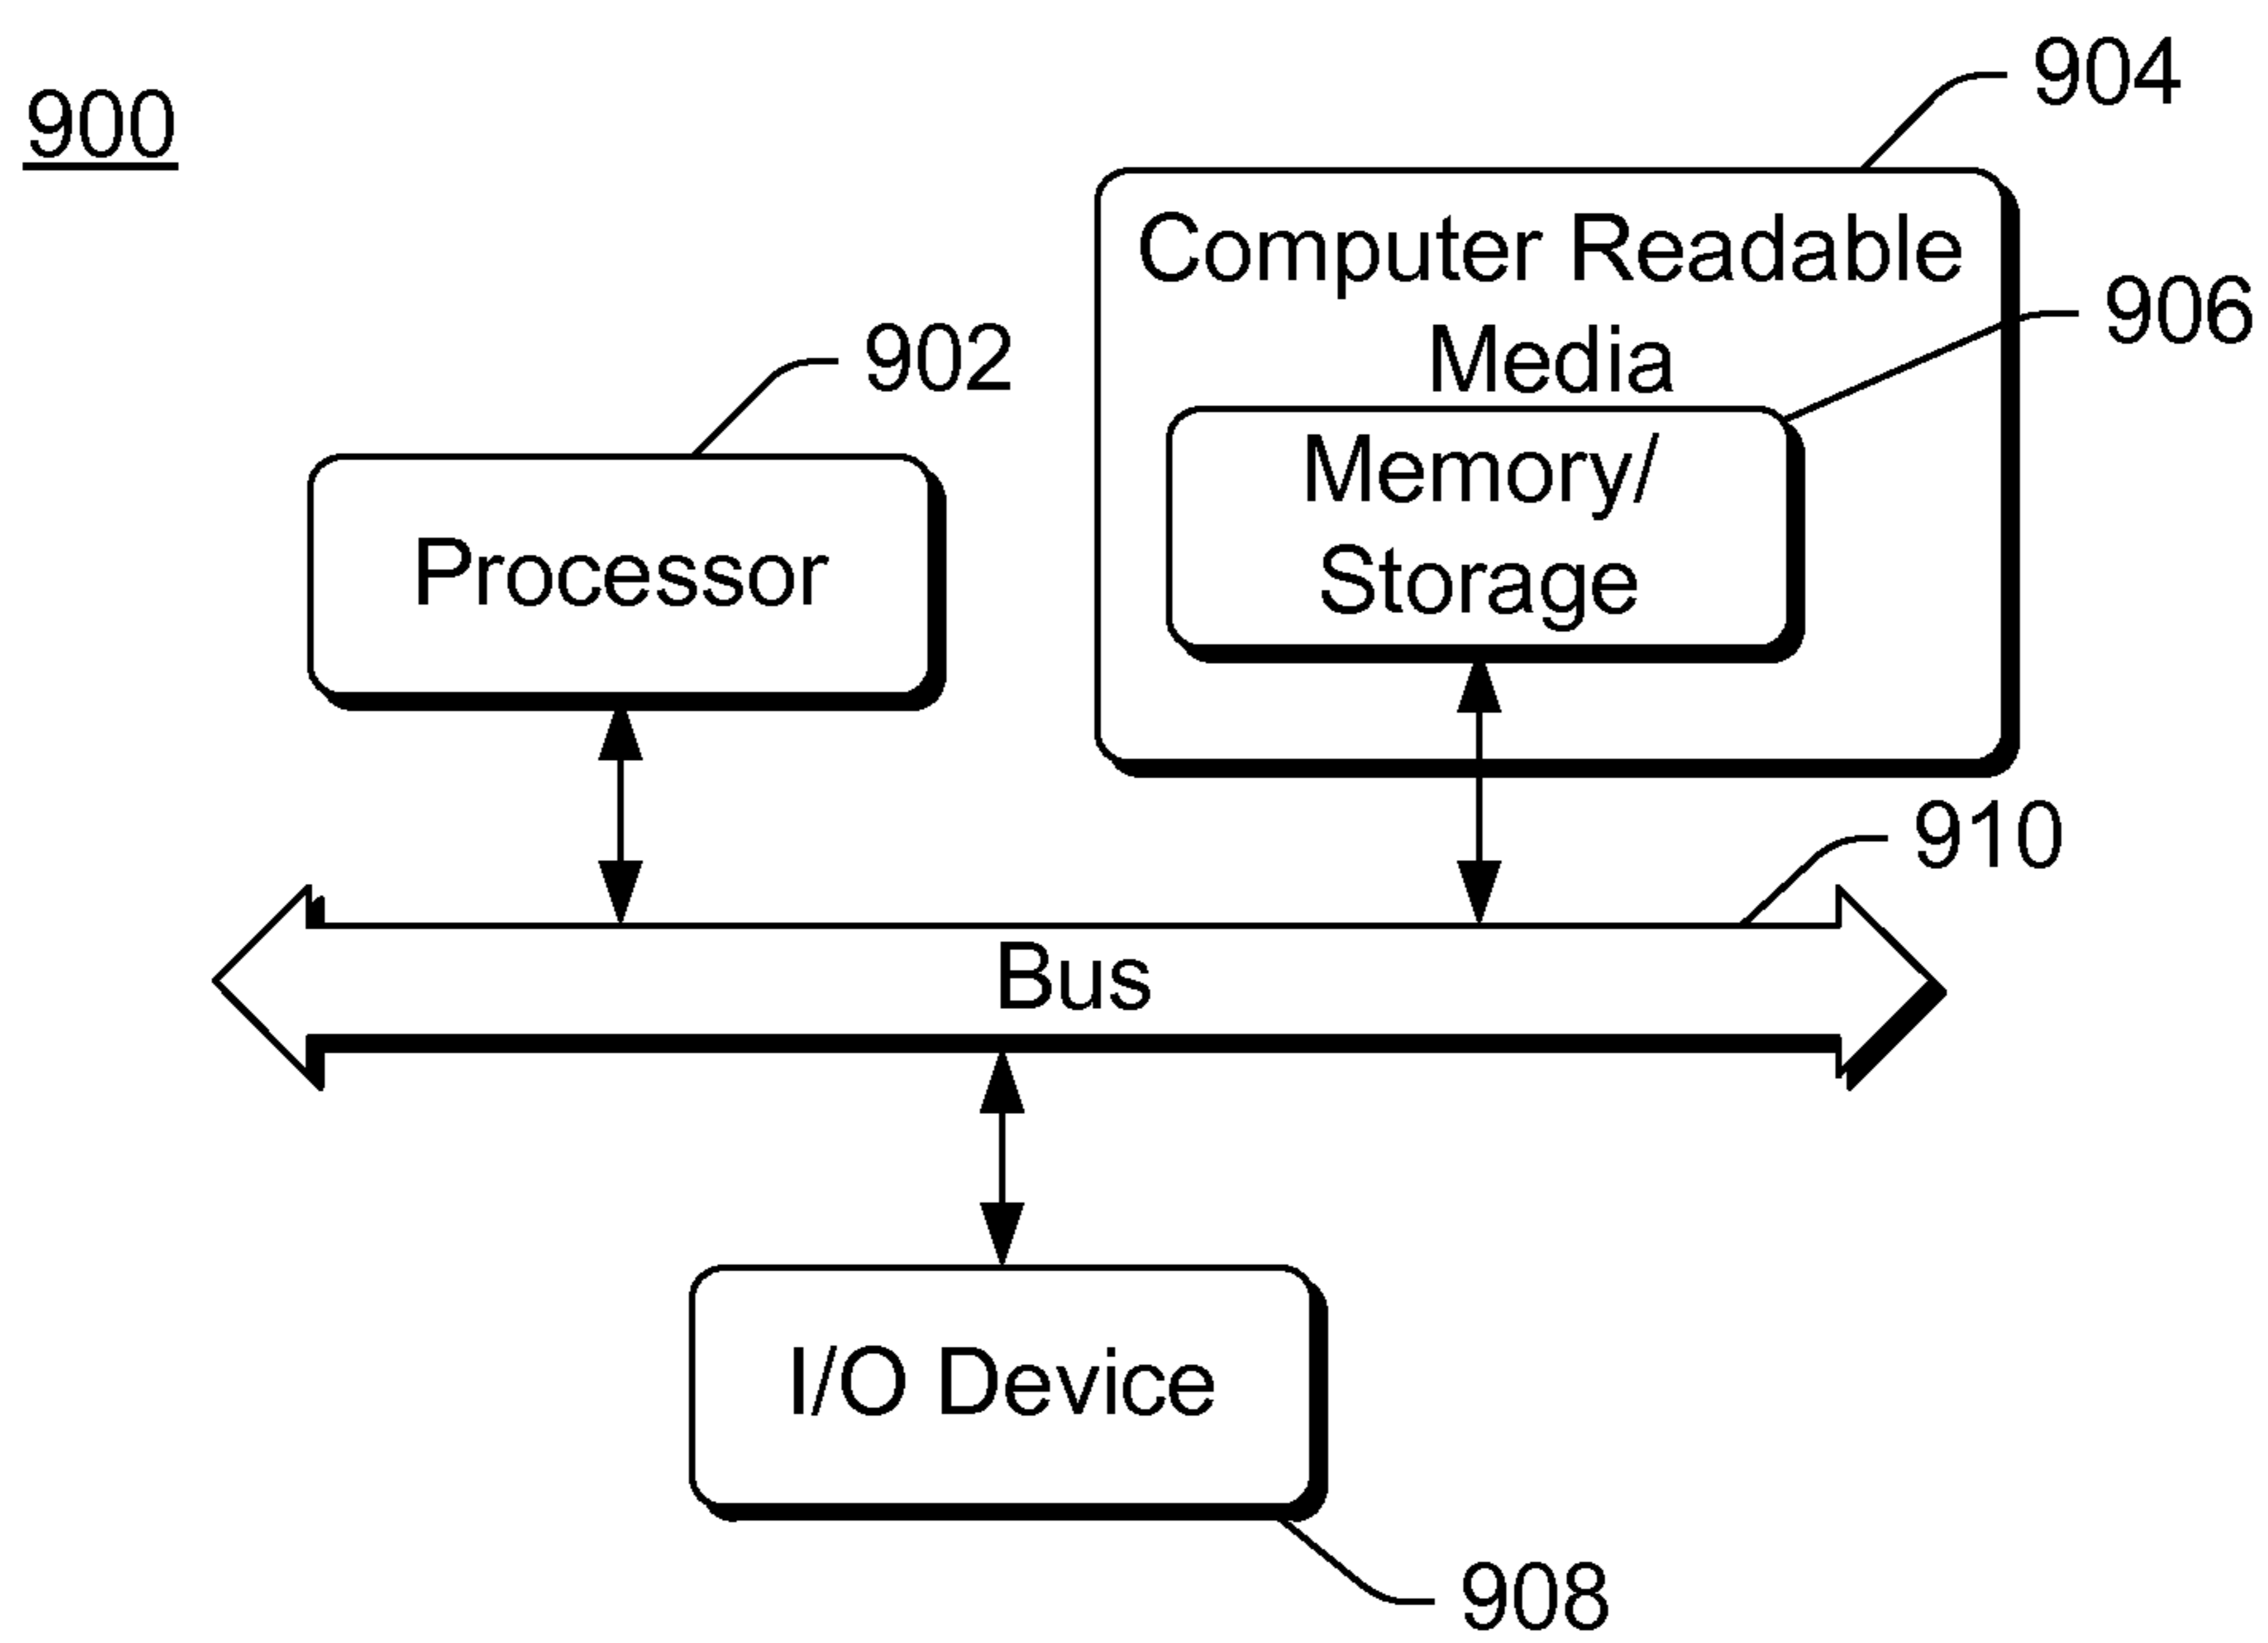 900
904
Computer Readable
Media
906
902
Memory/
Storage
Processor
910
Bus
I/O Device
908